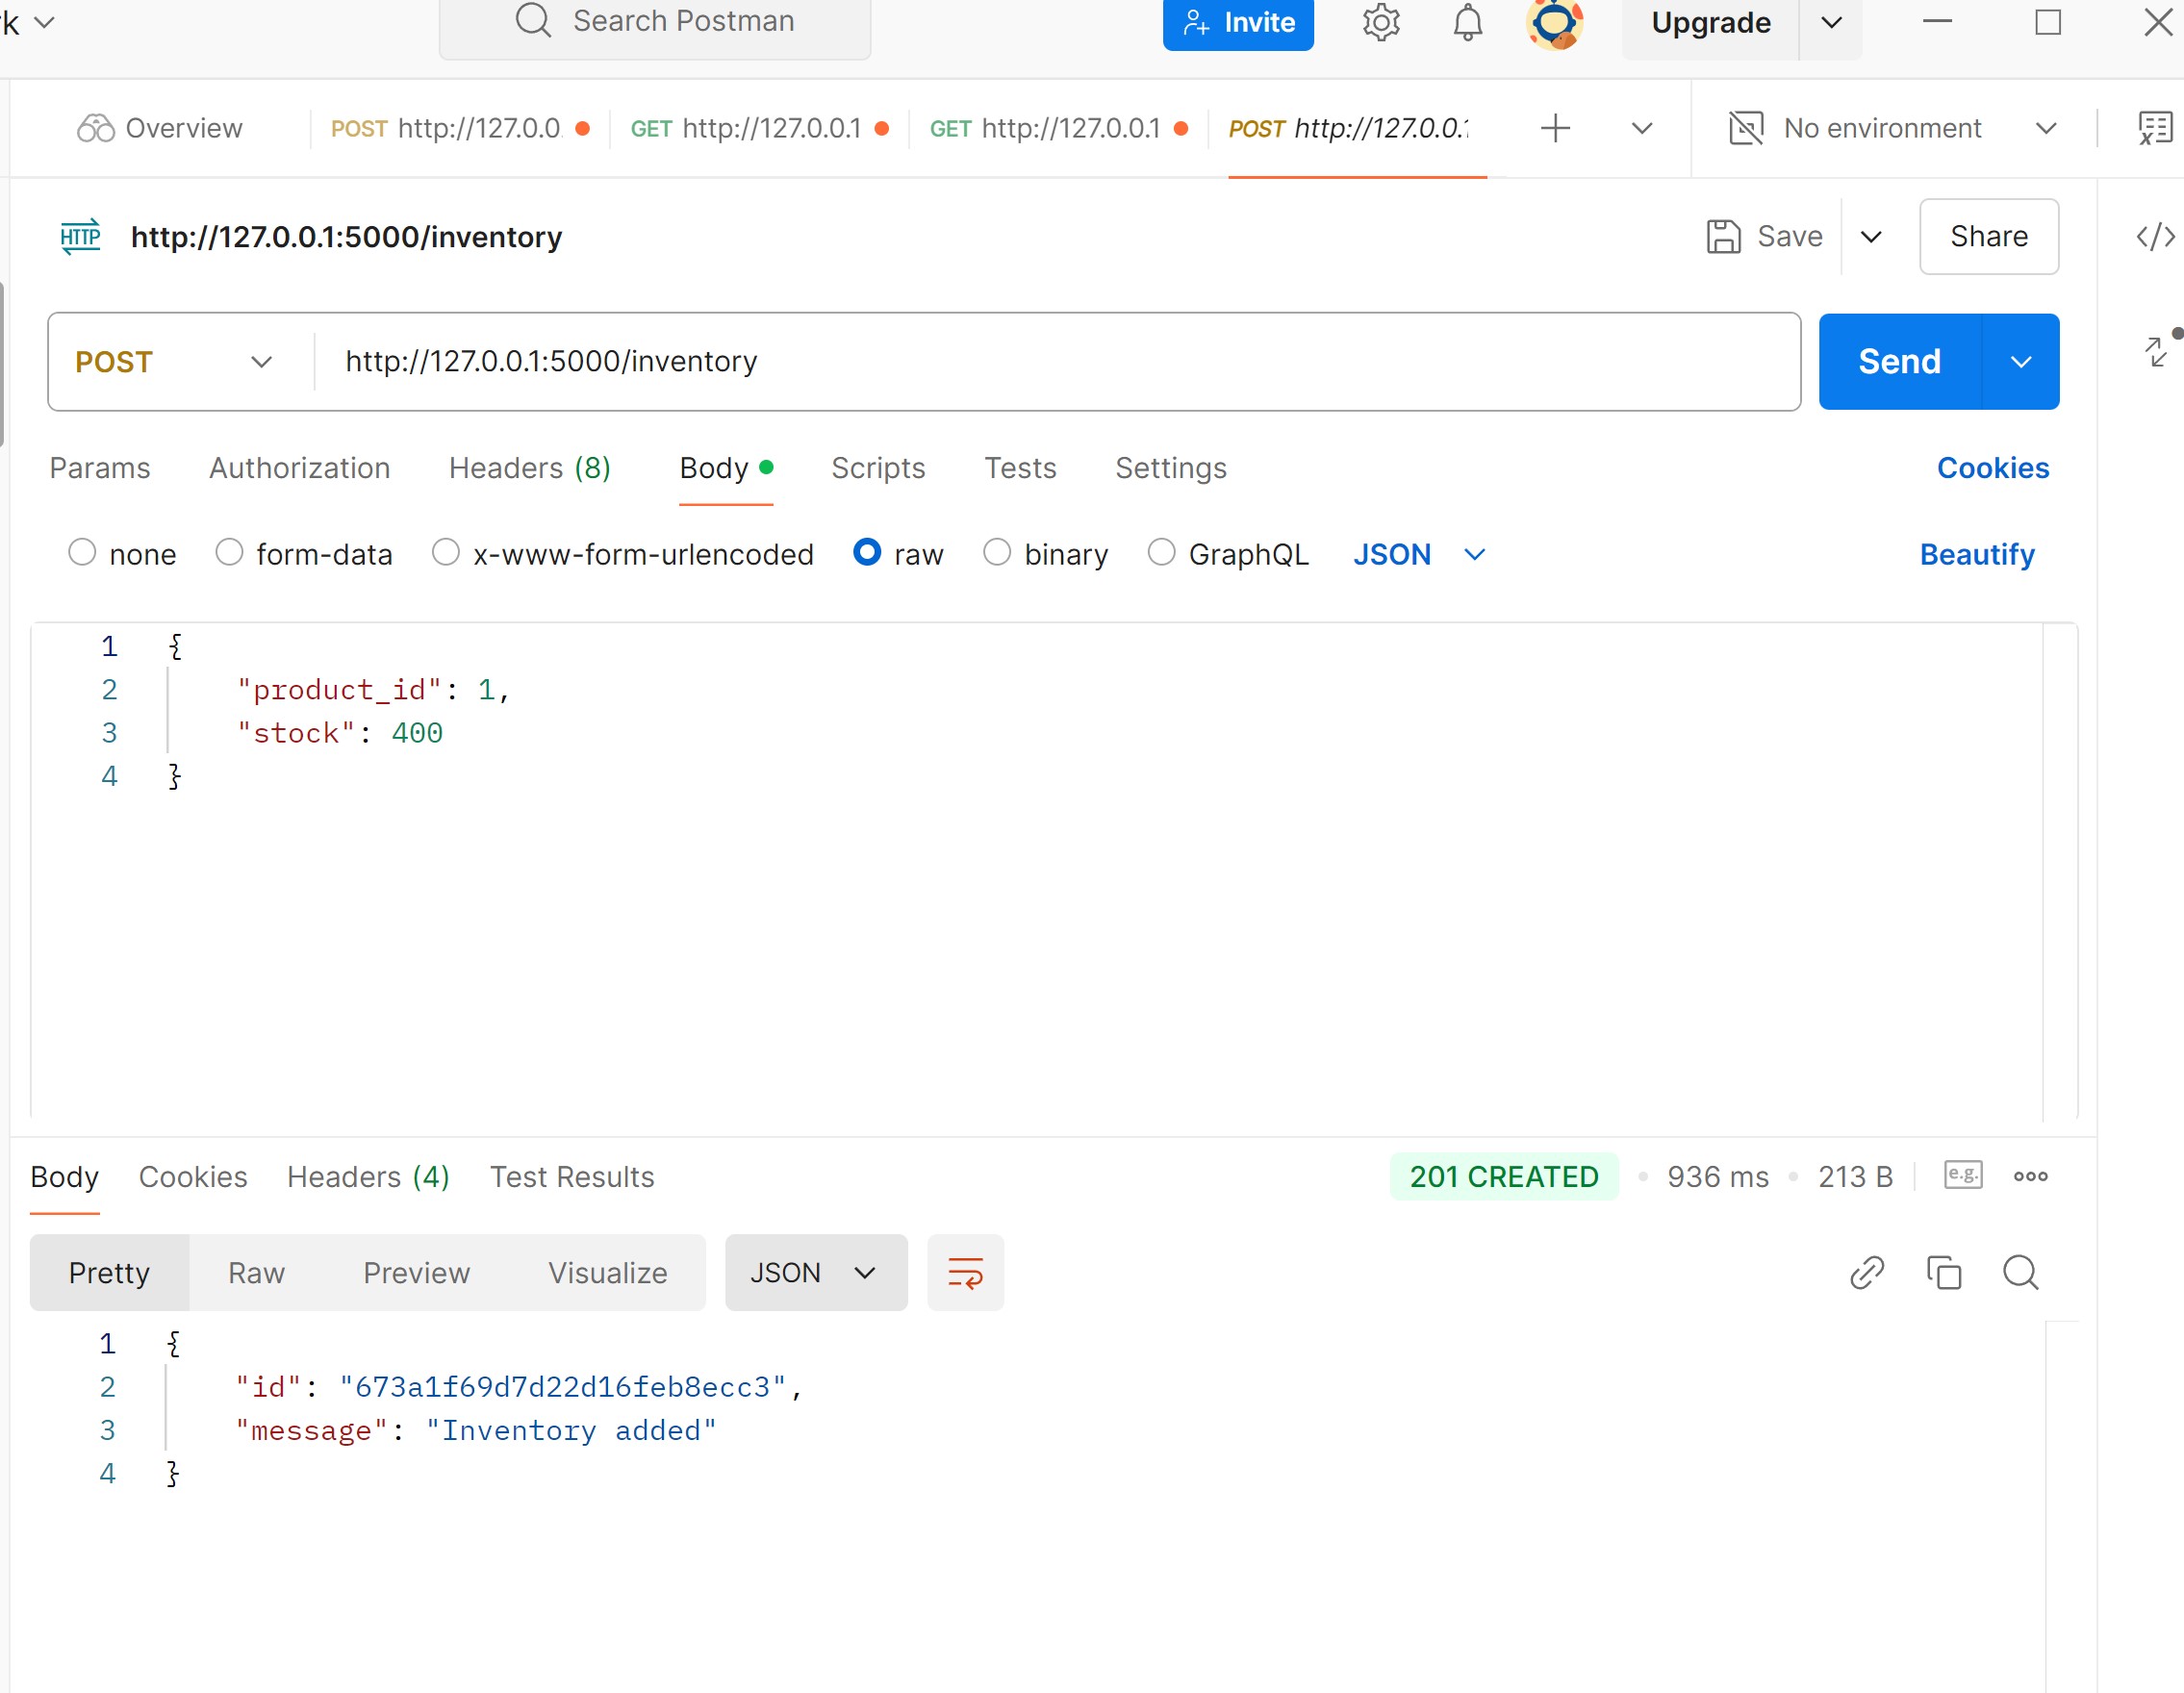 k
Search Postman
Invite
Upgrade
Overview
POST http://127.0.0.
GET http://127.0.0.1
GET http://127.0.0.1
POST http://127.0.0.1
No environment
HTTP http://127.0.0.1:5000/inventory
Save
Share
POST
http://127.0.0.1:5000/inventory
Send
Params
Authorization
Headers (8)
Body
Scripts
Tests
Settings
Cookies
none
form-data
x-www-form-urlencoded
raw
binary
GraphQL
JSON
Beautify
1 {
2 "product_id": 1,
3 "stock": 400
4 }
Body
Cookies
Headers (4)
Test Results
201 CREATED
936 ms
213 B
e.g.
Pretty
Raw
Preview
Visualize
JSON
1 {
2 "id": "673a1f69d7d22d16feb8ecc3",
3 "message": "Inventory added"
4 }